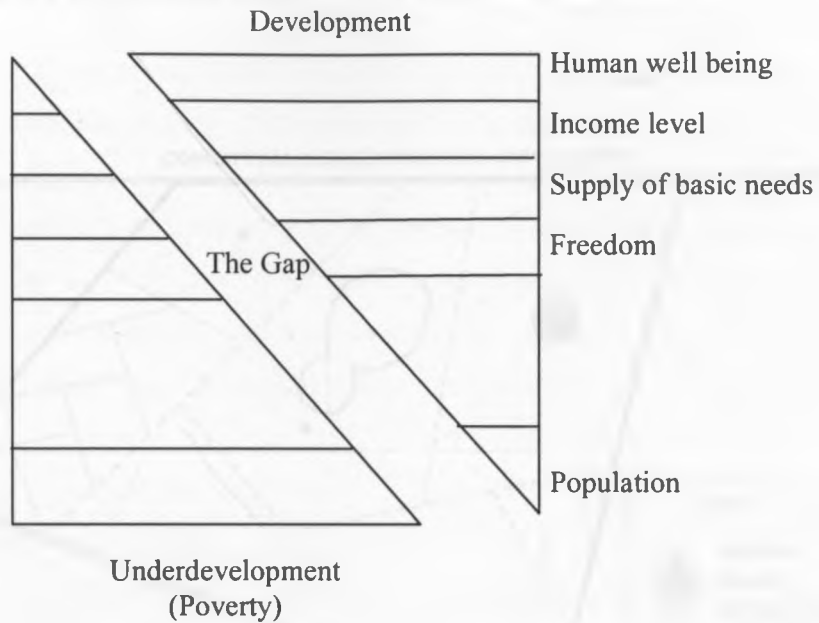 Development
Human well being
Income level
Supply of basic needs
Freedom
The Gap
Population
Underdevelopment
(Poverty)